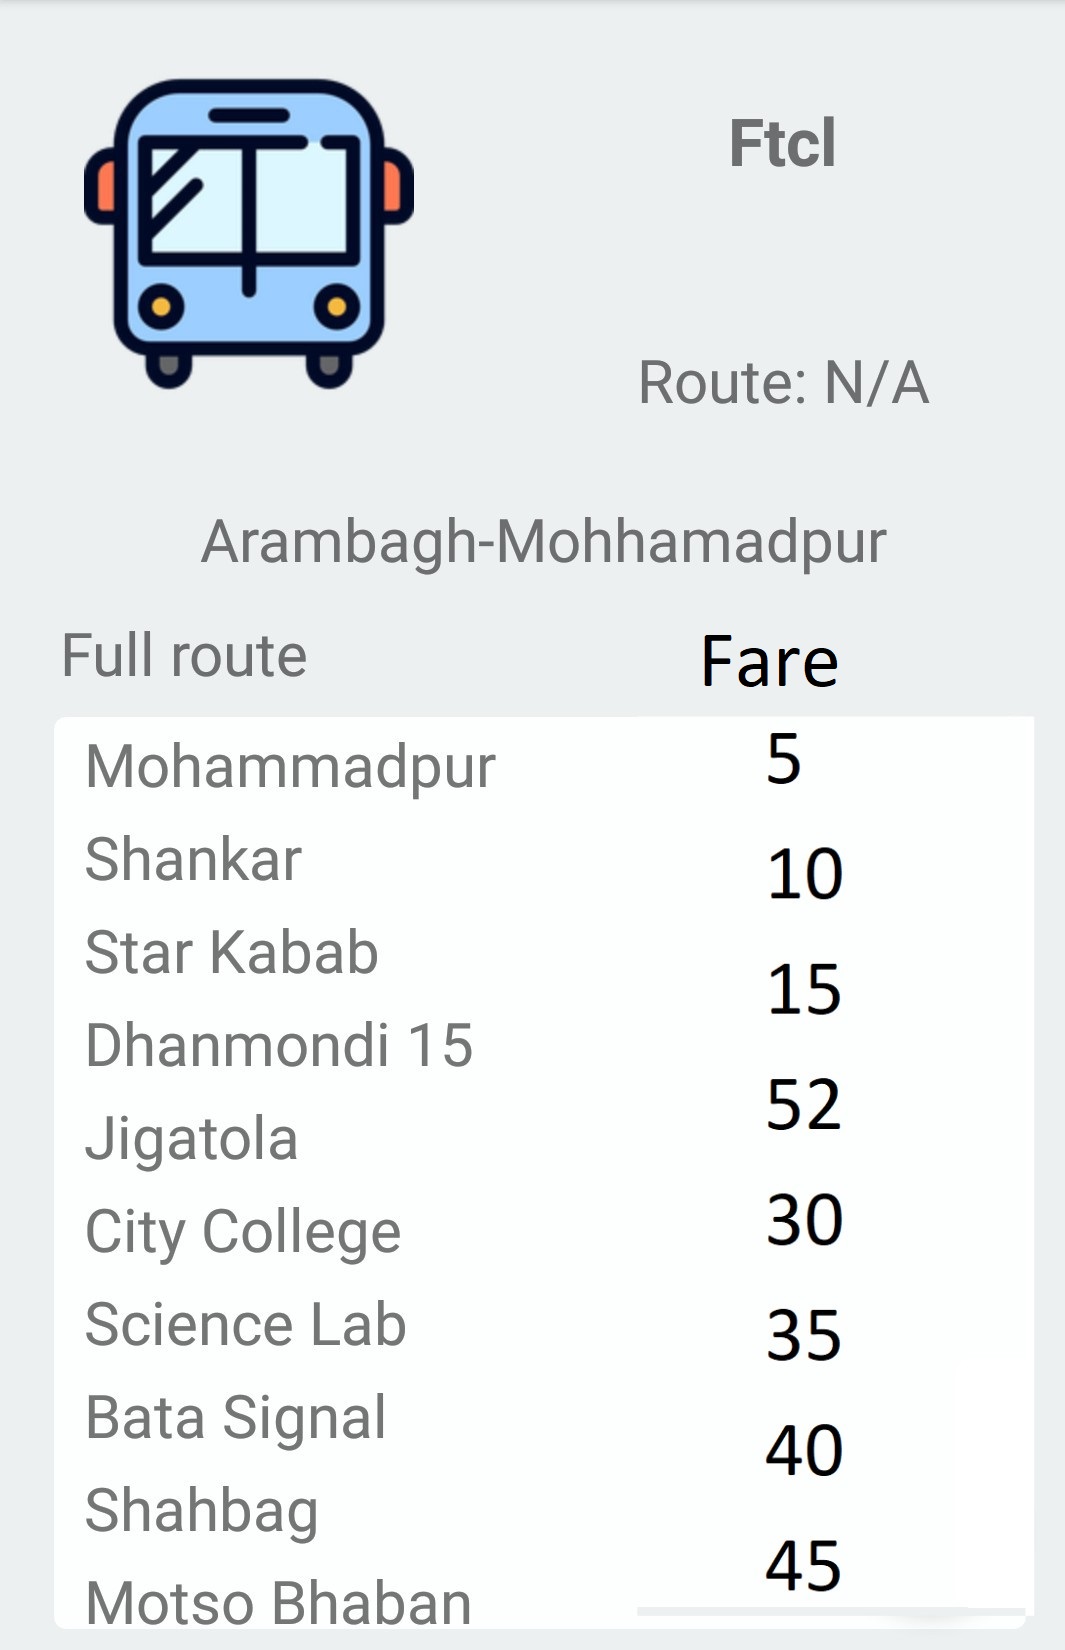 Ftcl
Route: N/A
Arambagh-Mohhamadpur
Full route Fare
Mohammadpur 5
Shankar 10
Star Kabab 15
Dhanmondi 15 52
Jigatola
City College 30
Science Lab 35
Bata Signal 40
Shahbag
Motso Bhaban 45